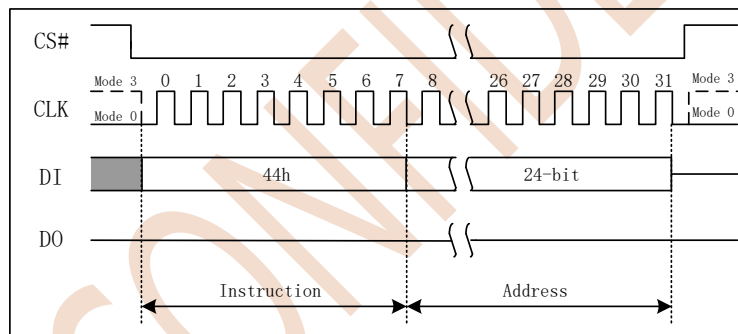 CS#
Mode 3 0 1 2 3 4 5 6 7 8 26 27 28 29 30 31 Mode 3
CLK
Mode 0 Mode 0
DI 44h 24-bit
DO
Instruction Address